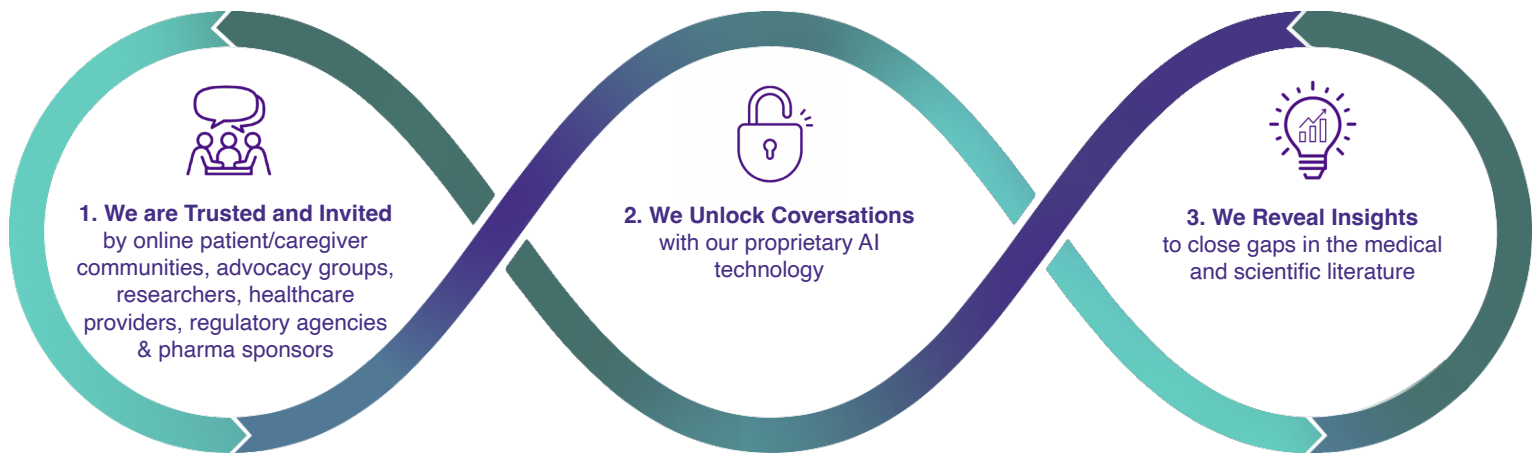 1. We are Trusted and Invited
by online patient/caregiver
communities, advocacy groups,
researchers, healthcare
providers, regulatory agencies
& pharma sponsors
2. We Unlock Coversations
with our proprietary AI
technology
3. We Reveal Insights
to close gaps in the medical
and scientific literature